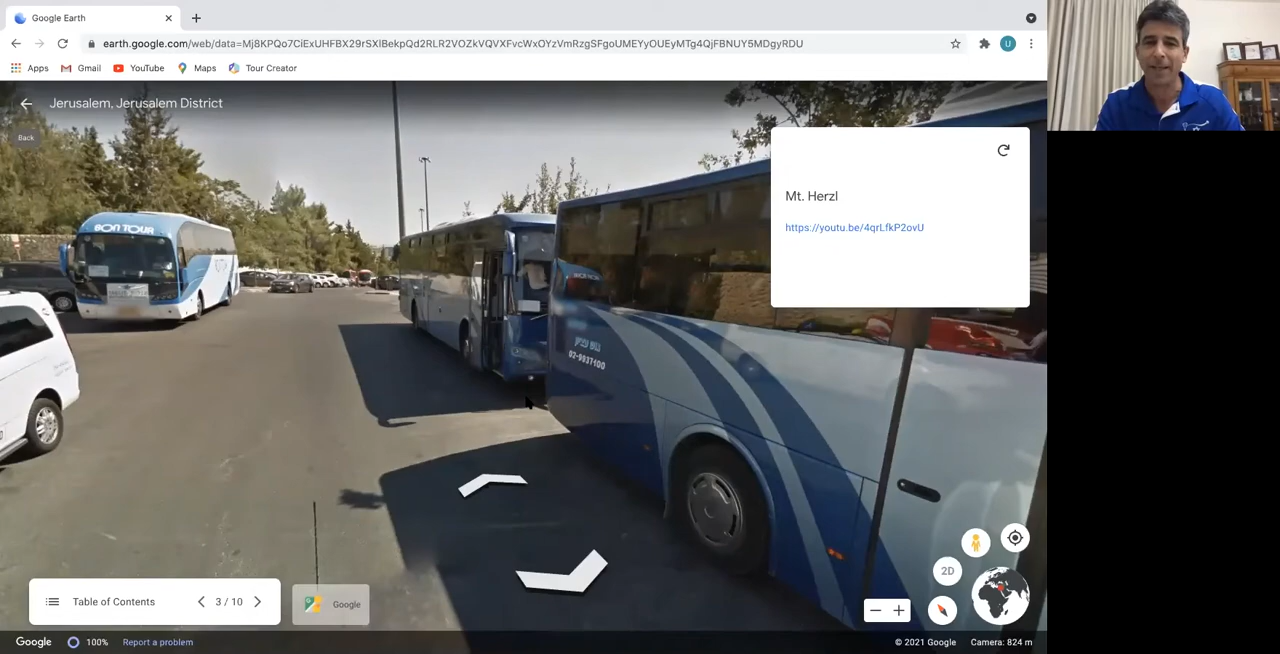 Google Earth
earth.google.com/web/data=Mj8KPQo7CiExUHFBX29rSXlBekpQd2RLR2VOZkVQVXFvcWxOYzVmRzgSFgoUMEYyOUEyMTg4QjFBNUY5MDgyRDU
U
Apps
Gmail
YouTube
Maps
Tour Creator
Jerusalem, Jerusalem District
Back
Mt. Herzl
https://youtu.be/4qrLfkP2ovU
BON TOUR
02-9937100
Table of Contents
3 / 10
Google
2D
Google
100%
Report a problem
© 2021 Google
Camera: 824 m